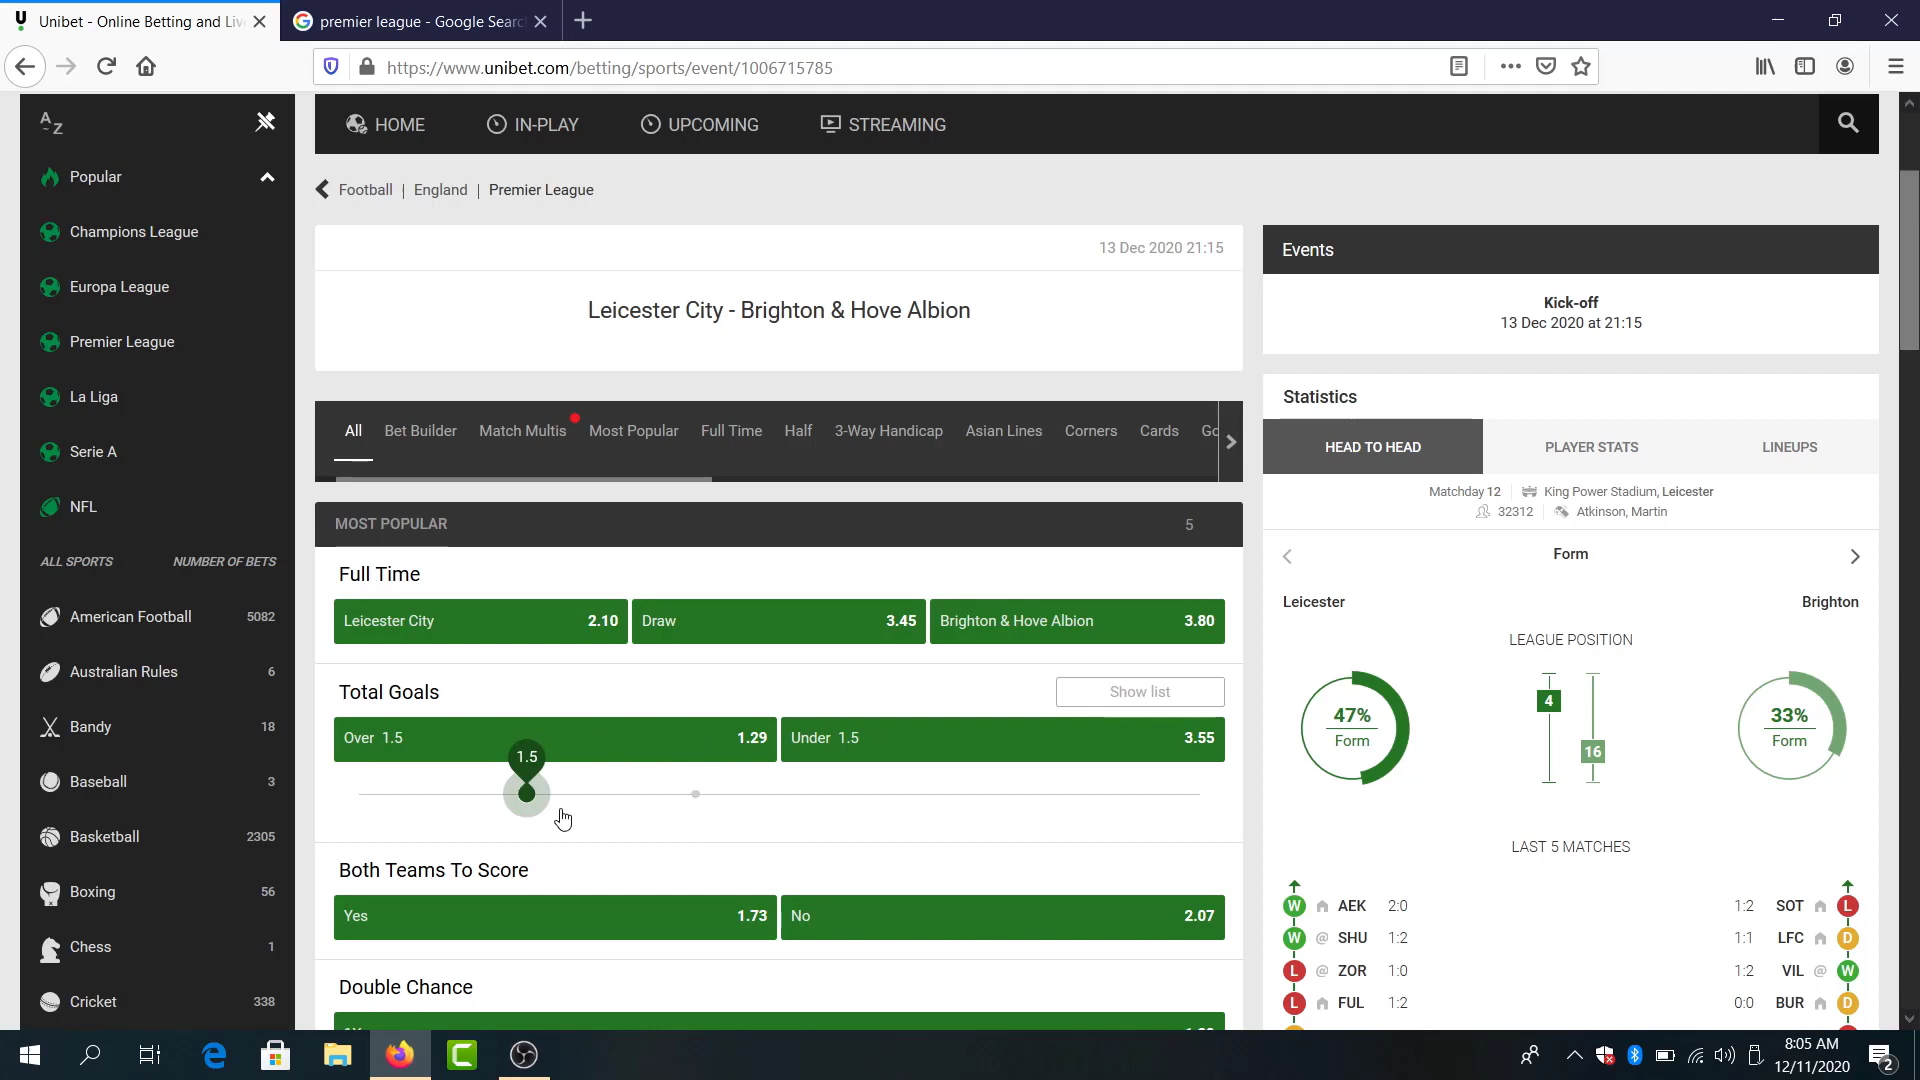 Unibet - Online Betting and Liv
premier league - Google Searc
https://www.unibet.com/betting/sports/event/1006715785
HOME
IN-PLAY
UPCOMING
STREAMING
A
Z
Popular
Champions League
Europa League
Premier League
La Liga
Serie A
NFL
ALL SPORTS NUMBER OF BETS
American Football 5082
Australian Rules 6
Bandy 18
Baseball 3
Basketball 2305
Boxing 56
Chess 1
Cricket 338
Football | England | Premier League
13 Dec 2020 21:15
Leicester City - Brighton & Hove Albion
All Bet Builder Match Multis Most Popular Full Time Half 3-Way Handicap Asian Lines Corners Cards Go
MOST POPULAR 5
Full Time
Leicester City 2.10 Draw 3.45 Brighton & Hove Albion 3.80
Total Goals Show list
Over 1.5 1.29 Under 1.5 3.55
1.5
Both Teams To Score
Yes 1.73 No 2.07
Double Chance
Events
Kick-off
13 Dec 2020 at 21:15
Statistics
HEAD TO HEAD PLAYER STATS LINEUPS
Matchday 12 King Power Stadium, Leicester
32312 Atkinson, Martin
Form
Leicester Brighton
LEAGUE POSITION
47% Form 4 16 33% Form
LAST 5 MATCHES
W AEK 2:0 1:2 SOT L
W @ SHU 1:2 1:1 LFC D
L @ ZOR 1:0 1:2 VIL @ W
L FUL 1:2 0:0 BUR D
8:05 AM
12/11/2020
2